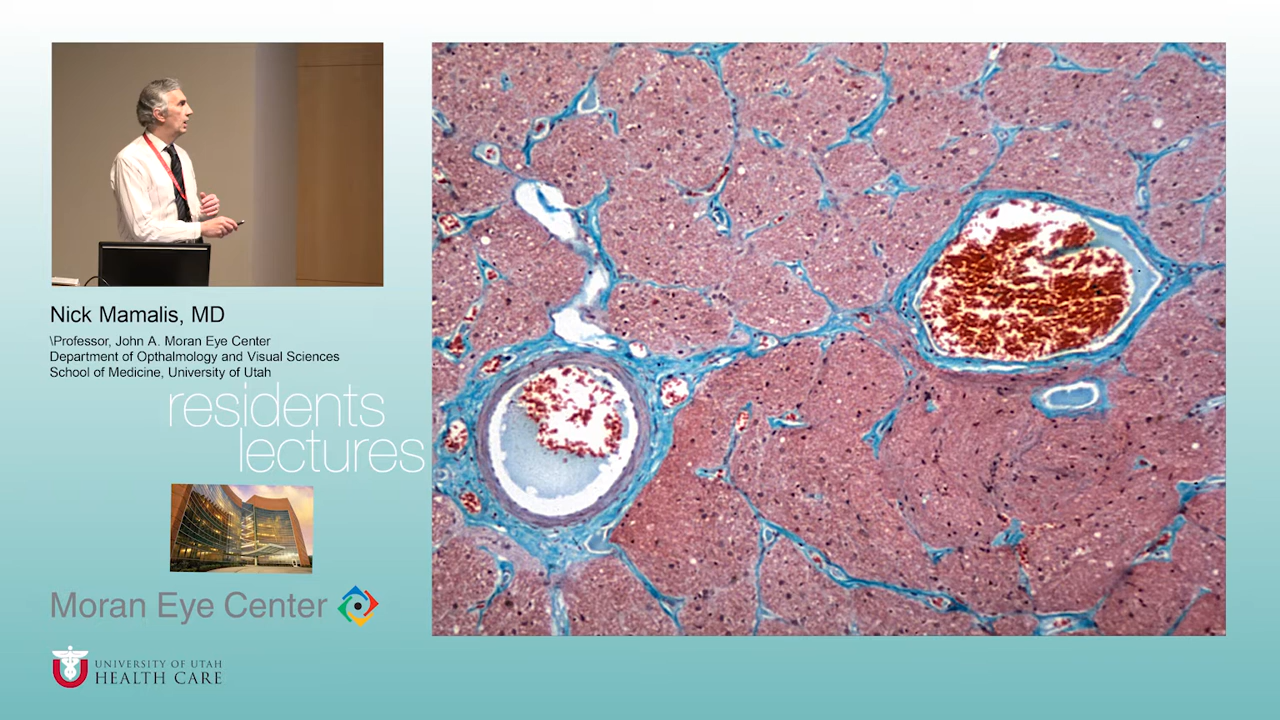 Nick Mamalis, MD
\Professor, John A. Moran Eye Center
Department of Opthalmology and Visual Sciences
School of Medicine, University of Utah
residents
lectures
Moran Eye Center
UNIVERSITY OF UTAH
HEALTH CARE